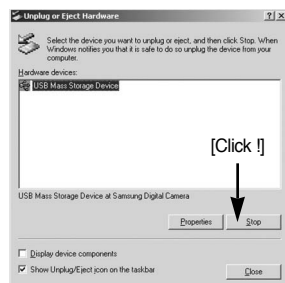 Unplug or Eject Hardware
Select the device you want to unplug or eject, and then click Stop. When
Windows notifies you that it is safe to do so unplug the device from your
computer.
Hardware devices:
USB Mass Storage Device
[Click !]
USB Mass Storage Device at Samsung Digital Camera
Properties
Stop
Display device components
Show Unplug/Eject icon on the taskbar
Close